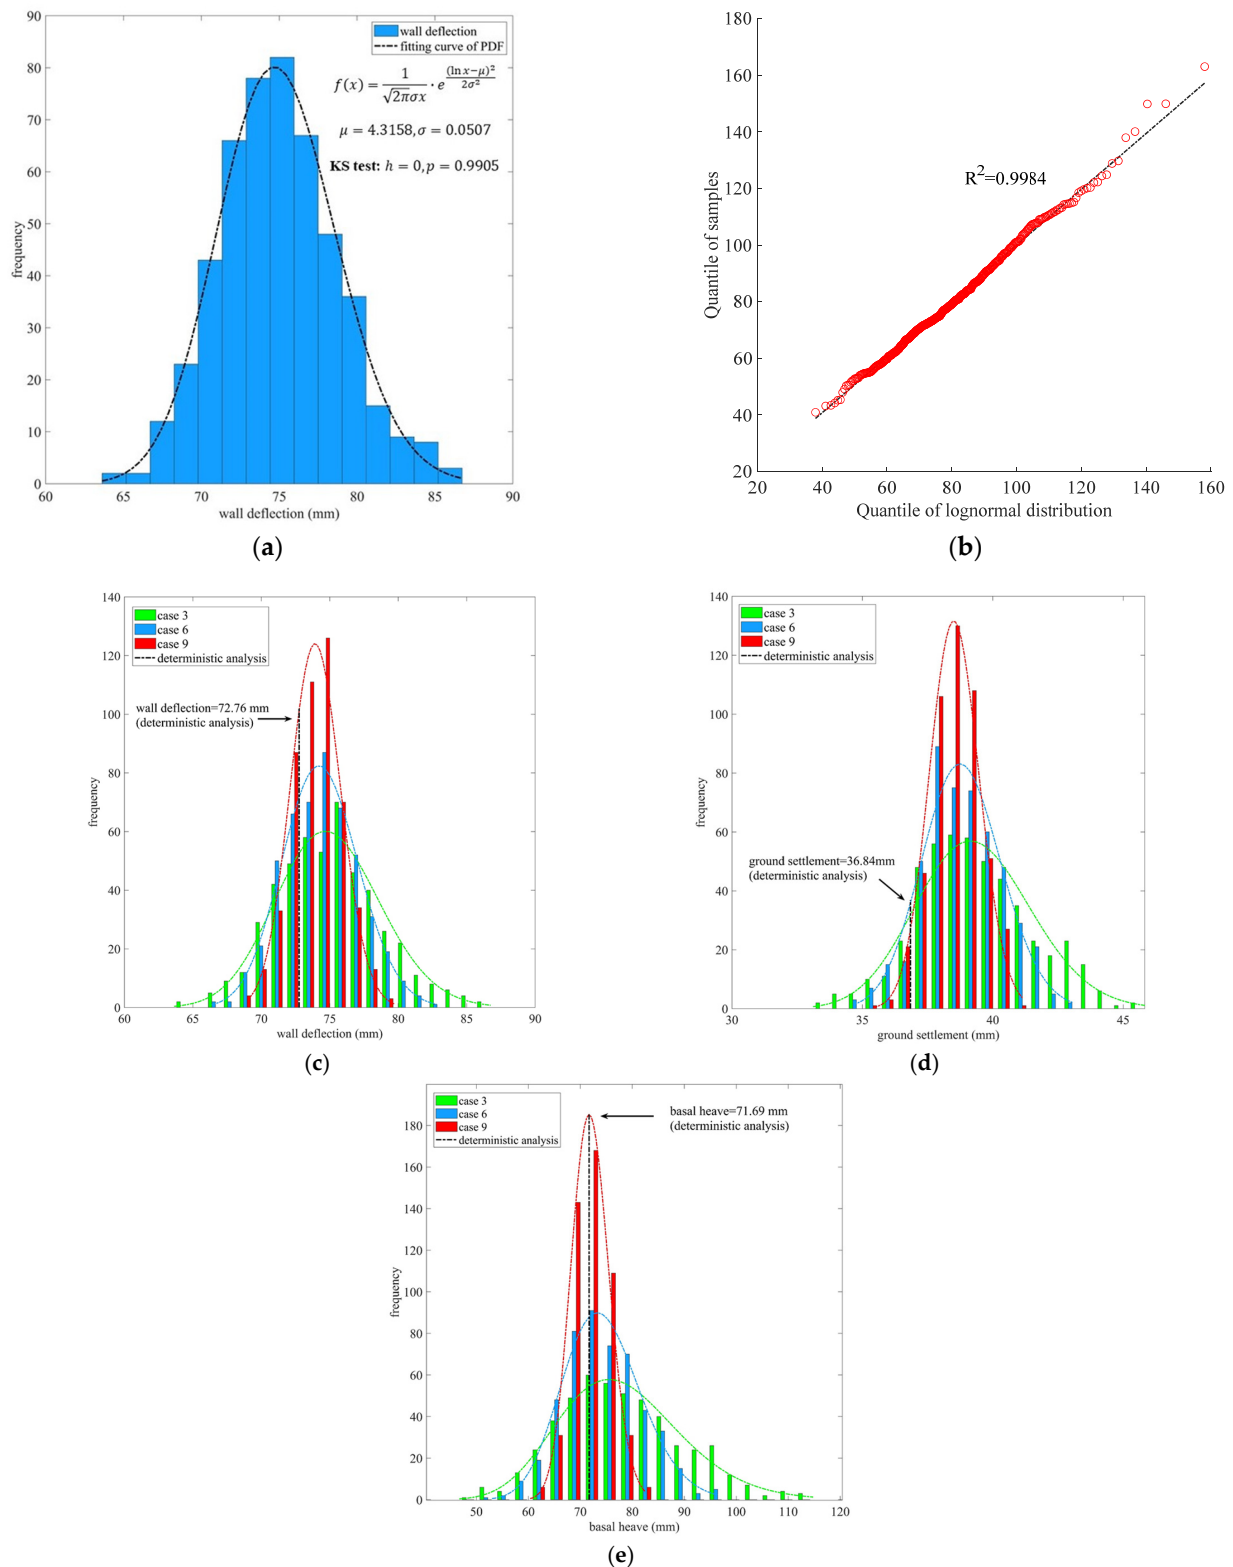 wall deflection
fitting curve of PDF
f(x) = 1/(√2πσx) · e^((ln x−μ)²/2σ²)
μ = 4.3158, σ = 0.0507
KS test: h = 0, p = 0.9905
90
80
70
60
50
40
30
20
10
0
frequency
60 65 70 75 80 85 90
wall deflection (mm)
(a)
180
160
140
120
100
80
60
40
20
Quantile of samples
R²=0.9984
20 40 60 80 100 120 140 160
Quantile of lognormal distribution
(b)
case 3
case 6
case 9
deterministic analysis
wall deflection=72.76 mm
(deterministic analysis)
140
120
100
80
60
40
20
0
frequency
60 65 70 75 80 85 90
wall deflection (mm)
(c)
case 3
case 6
case 9
deterministic analysis
ground settlement=36.84mm
(deterministic analysis)
140
120
100
80
60
40
20
0
frequency
30 35 40 45
ground settlement (mm)
(d)
case 3
case 6
case 9
deterministic analysis
basal heave=71.69 mm
(deterministic analysis)
180
160
140
120
100
80
60
40
20
0
frequency
50 60 70 80 90 100 110 120
basal heave (mm)
(e)